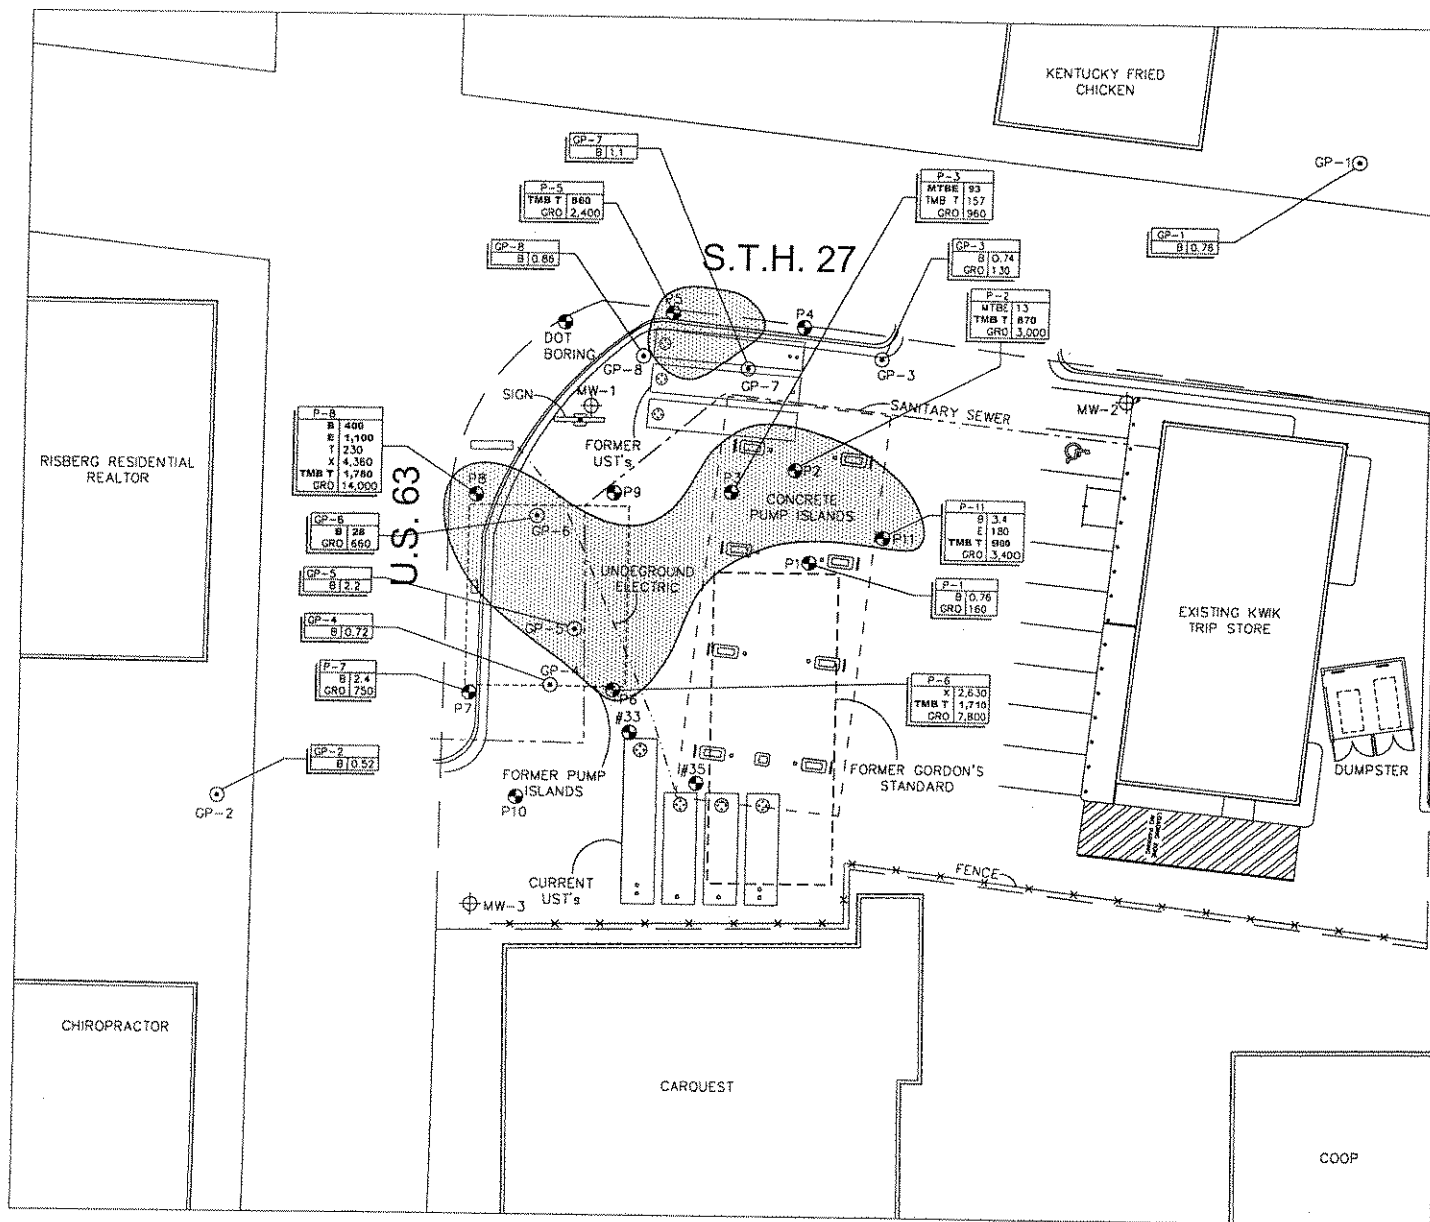 KENTUCKY FRIED
CHICKEN
GP-1
GP-7
B 1.1
P-5
TMB T 860
GRO 2,400
P-3
MTBE 93
TMB T 157
GRO 960
GP-1
B 0.76
GP-8
B 0.86
S.T.H. 27
GP-3
B 0.74
GRO 130
P-2
MTBE 13
TMB T 870
GRO 3,000
P5
P4
DOT
BORING
GP-8
GP-7
GP-3
SIGN
MW-1
SANITARY SEWER
MW-2
P-8
B 400
E 1,100
T 230
X 4,360
TMB T 1,780
GRO 14,000
FORMER
UST's
RISBERG RESIDENTIAL
REALTOR
U.S. 63
P8
P9
P3
P2
CONCRETE
PUMP ISLANDS
GP-6
B 28
GRO 660
GP-6
P-11
B 3.4
E 180
TMB T 980
GRO 3,400
P11
UNDEGROUND
ELECTRIC
P1
GP-5
B 2.2
P-1
B 0.76
GRO 160
EXISTING KWIK
TRIP STORE
GP-4
B 0.72
GP-5
GP-4
P-7
B 2.4
GRO 750
P7
P6
P-6
X 2,630
TMB T 1,710
GRO 7,800
#33
GP-2
B 0.52
GP-2
FORMER PUMP
ISLANDS
#35
FORMER GORDON'S
STANDARD
DUMPSTER
P10
LOADING ZONE
NO PARKING
CURRENT
UST's
FENCE
MW-3
CHIROPRACTOR
CARQUEST
COOP